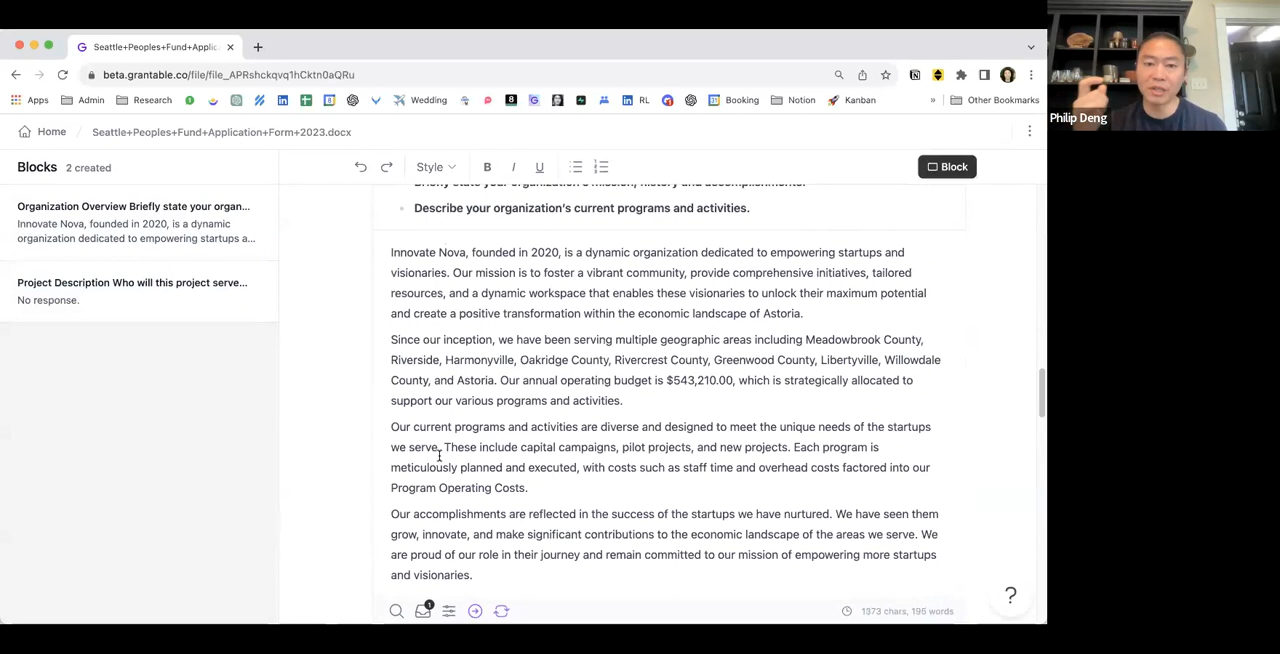 Seattle+Peoples+Fund+Applic
beta.grantable.co/file/file_APRshckqvq1hCktn0aQRu
Apps
Admin
Research
Wedding
RL
Booking
Notion
Kanban
Other Bookmarks
Philip Deng
Home / Seattle+Peoples+Fund+Application+Form+2023.docx
Blocks 2 created
Style
B I U
Block
Organization Overview Briefly state your organ...
Innovate Nova, founded in 2020, is a dynamic
organization dedicated to empowering startups a...
Project Description Who will this project serve...
No response.
Briefly state your organization's mission, history and accomplishments.
Describe your organization's current programs and activities.
Innovate Nova, founded in 2020, is a dynamic organization dedicated to empowering startups and
visionaries. Our mission is to foster a vibrant community, provide comprehensive initiatives, tailored
resources, and a dynamic workspace that enables these visionaries to unlock their maximum potential
and create a positive transformation within the economic landscape of Astoria.
Since our inception, we have been serving multiple geographic areas including Meadowbrook County,
Riverside, Harmonyville, Oakridge County, Rivercrest County, Greenwood County, Libertyville, Willowdale
County, and Astoria. Our annual operating budget is $543,210.00, which is strategically allocated to
support our various programs and activities.
Our current programs and activities are diverse and designed to meet the unique needs of the startups
we serve. These include capital campaigns, pilot projects, and new projects. Each program is
meticulously planned and executed, with costs such as staff time and overhead costs factored into our
Program Operating Costs.
Our accomplishments are reflected in the success of the startups we have nurtured. We have seen them
grow, innovate, and make significant contributions to the economic landscape of the areas we serve. We
are proud of our role in their journey and remain committed to our mission of empowering more startups
and visionaries.
1
1373 chars, 195 words
?